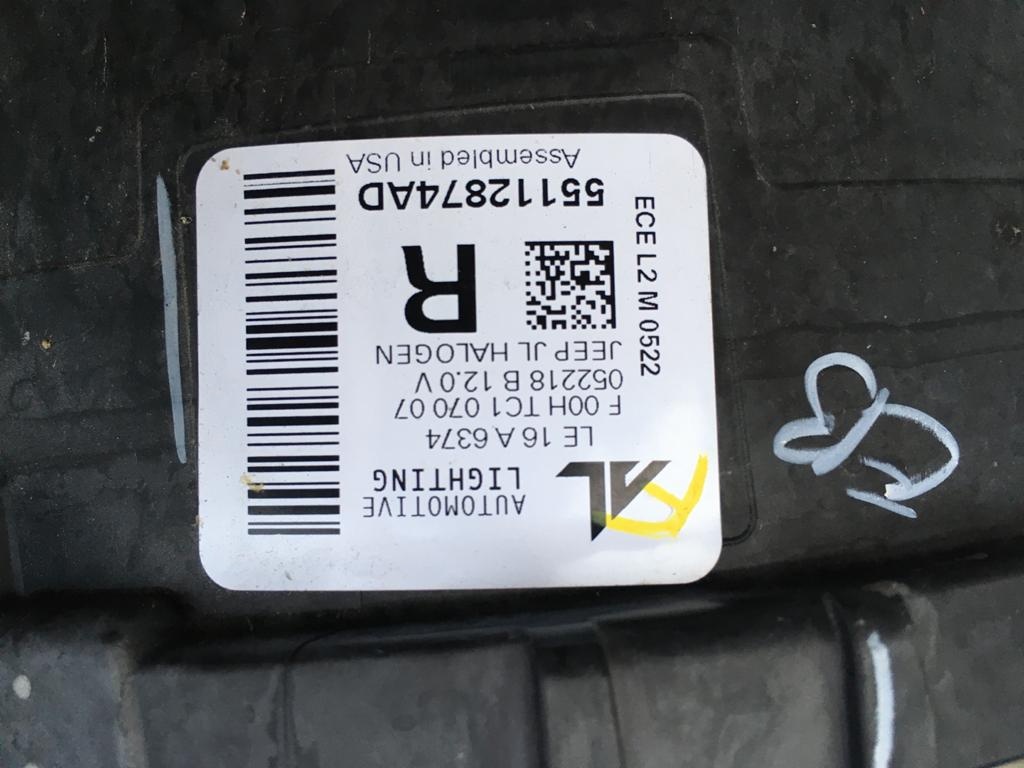 AUTOMOTIVE
LIGHTING
AL
LE 16 A 6374
F 00H TC1 070 07
052218 B 12.0 V
JEEP JL HALOGEN
R
55112874AD
Assembled in USA
ECE L2 M 0522